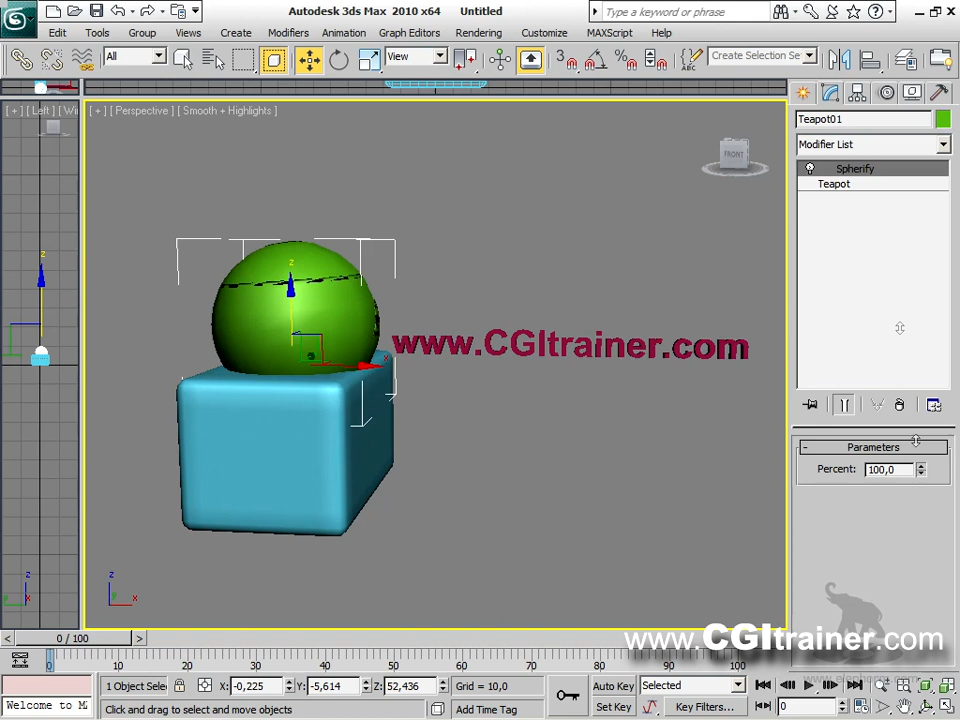 Autodesk 3ds Max 2010 x64 Untitled
Type a keyword or phrase
Edit Tools Group Views Create Modifiers Animation Graph Editors Rendering Customize MAXScript Help
All View 3 Create Selection Se
[ + ] [ Left ] [ Wi
[ + ] [ Perspective ] [ Smooth + Highlights ]
Teapot01
Modifier List
FRONT
Spherify
Teapot
z
z
www.CGItrainer.com
x
- Parameters
Percent: 100,0
z z
x x
www.CGItrainer.com
< 0 / 100 >
0 10 20 30 40 50 60 70 80 90 100
1 Object Selec X: -0,225 Y: -5,614 Z: 52,436 Grid = 10,0 Auto Key Selected
Welcome to MA Click and drag to select and move objects Add Time Tag Set Key Key Filters... 0